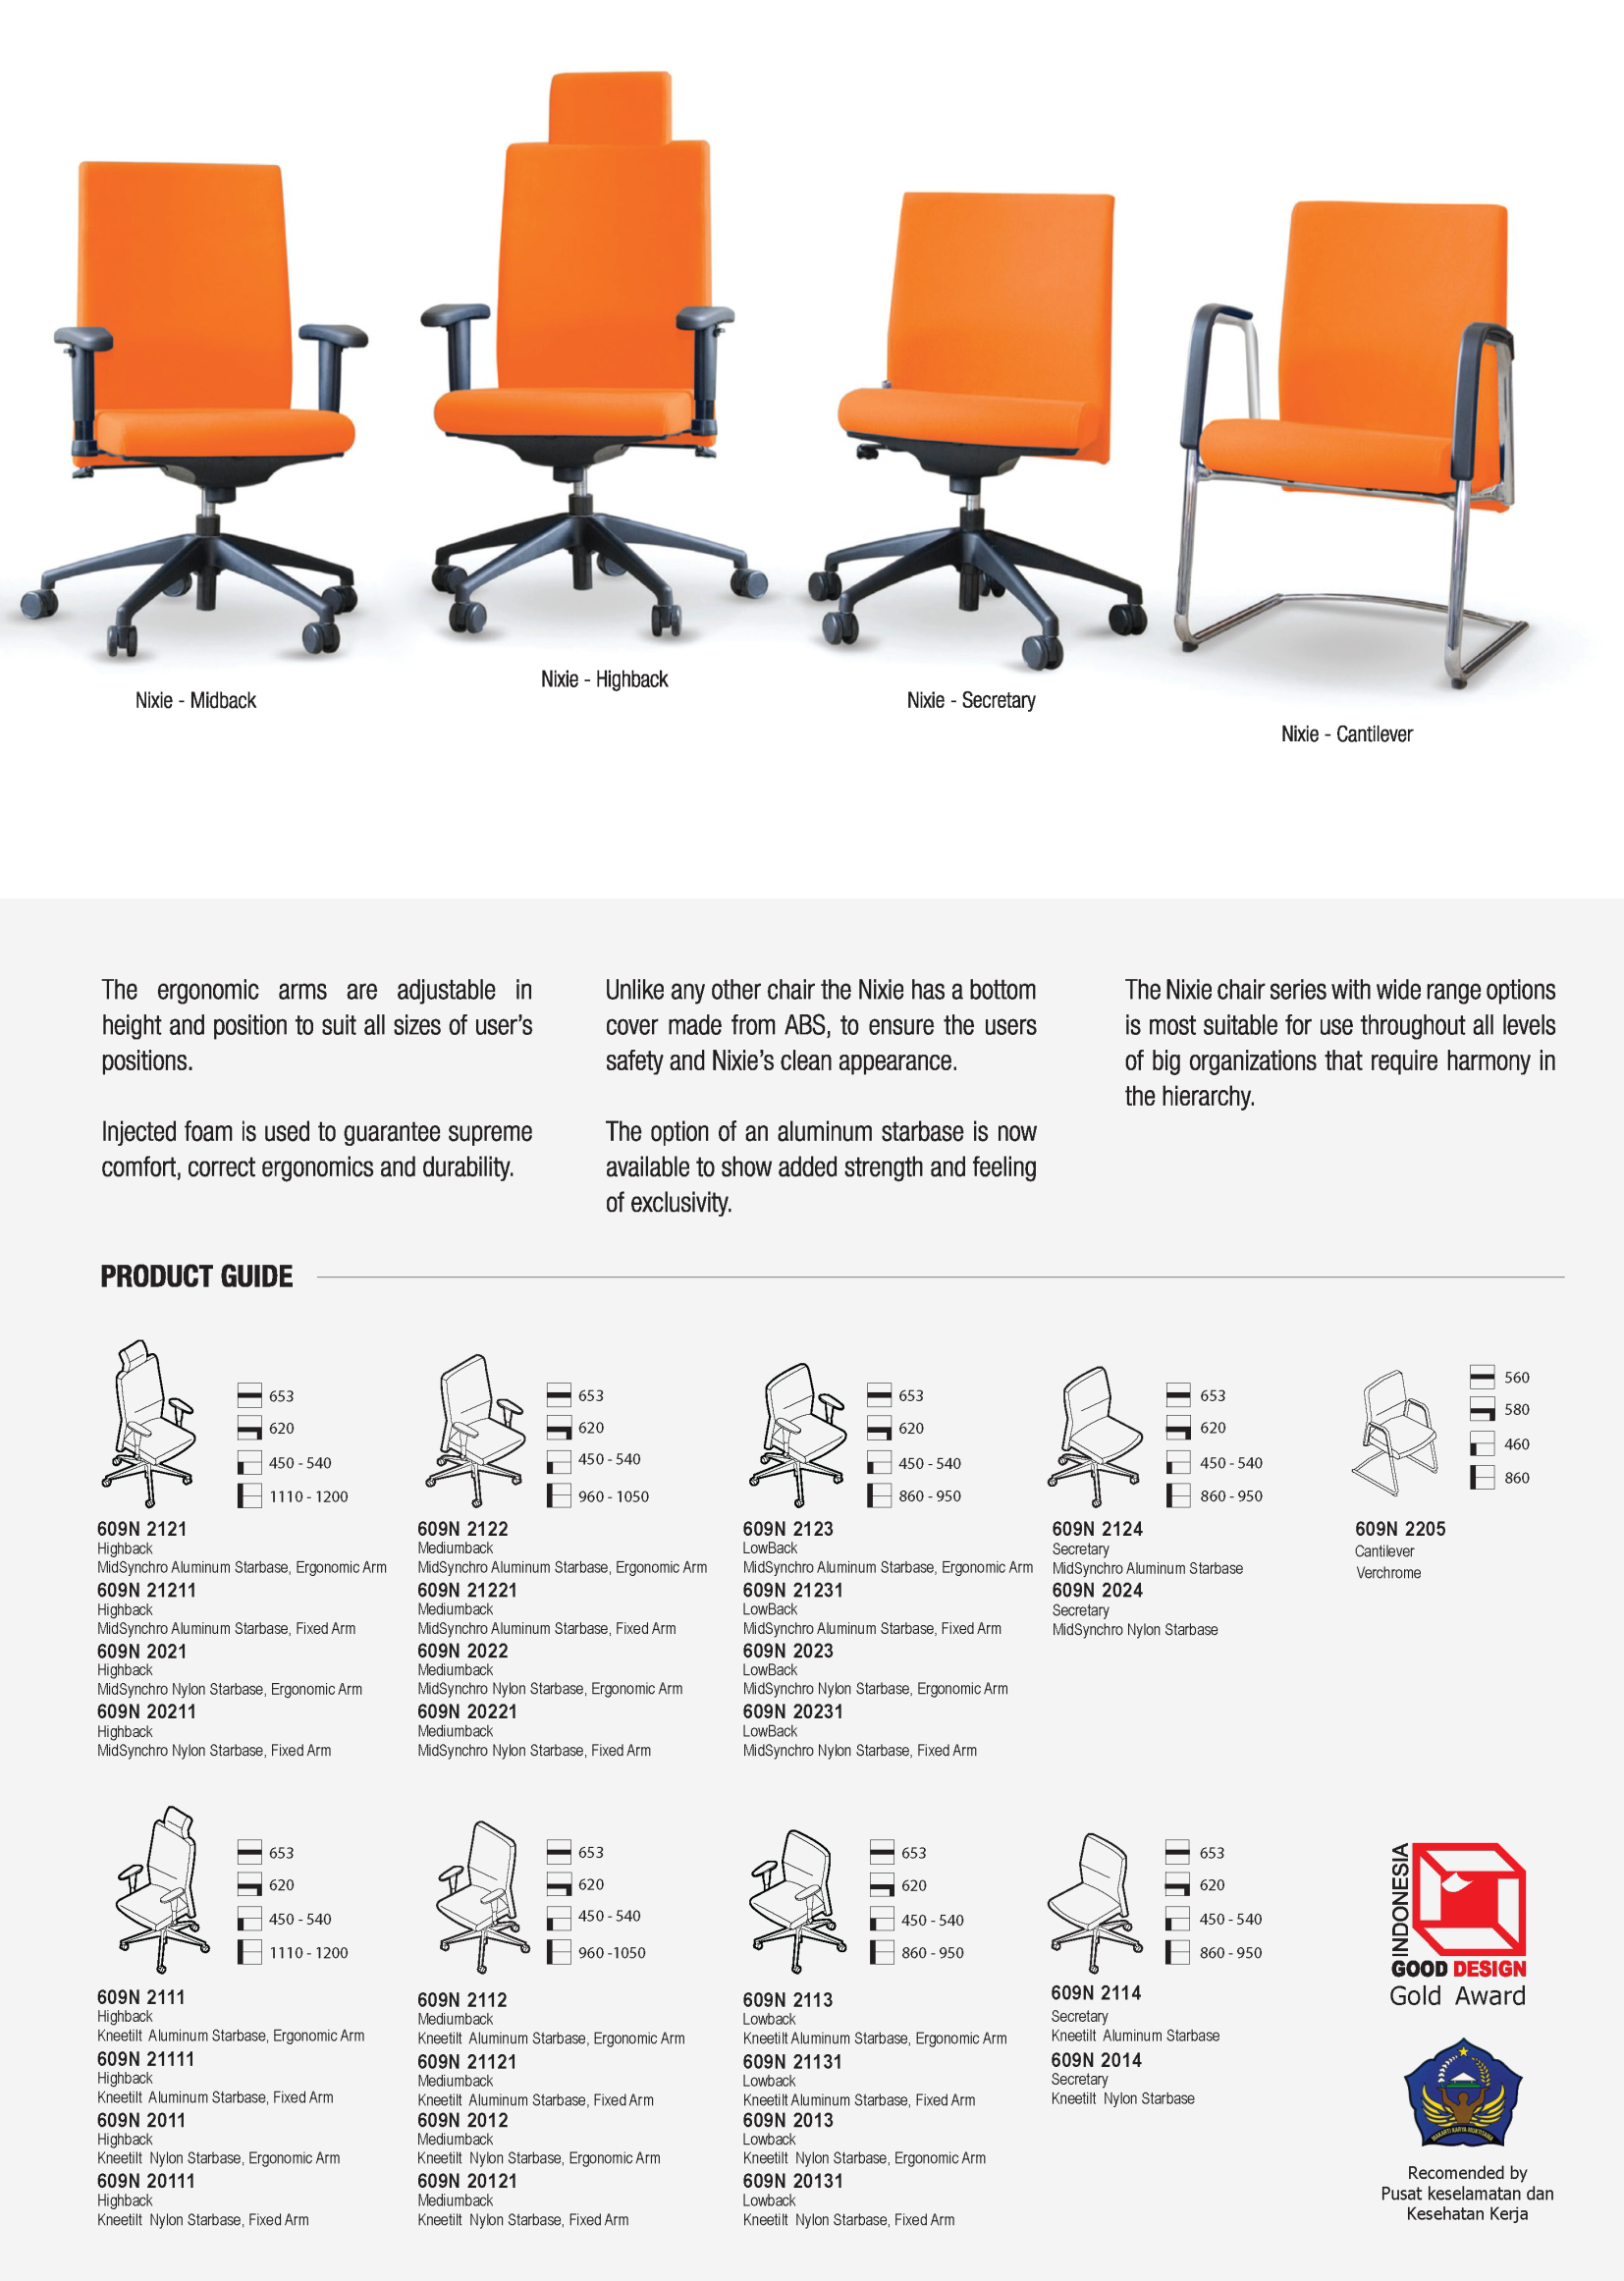 Nixie - Midback
Nixie - Highback
Nixie - Secretary
Nixie - Cantilever
The ergonomic arms are adjustable in
height and position to suit all sizes of user's
positions.
Injected foam is used to guarantee supreme
comfort, correct ergonomics and durability.
Unlike any other chair the Nixie has a bottom
cover made from ABS, to ensure the users
safety and Nixie's clean appearance.
The option of an aluminum starbase is now
available to show added strength and feeling
of exclusivity.
The Nixie chair series with wide range options
is most suitable for use throughout all levels
of big organizations that require harmony in
the hierarchy.
PRODUCT GUIDE
653
620
450 - 540
1110 - 1200
609N 2121
Highback
MidSynchro Aluminum Starbase, Ergonomic Arm
609N 21211
Highback
MidSynchro Aluminum Starbase, Fixed Arm
609N 2021
Highback
MidSynchro Nylon Starbase, Ergonomic Arm
609N 20211
Highback
MidSynchro Nylon Starbase, Fixed Arm
653
620
450 - 540
960 - 1050
609N 2122
Mediumback
MidSynchro Aluminum Starbase, Ergonomic Arm
609N 21221
Mediumback
MidSynchro Aluminum Starbase, Fixed Arm
609N 2022
Mediumback
MidSynchro Nylon Starbase, Ergonomic Arm
609N 20221
Mediumback
MidSynchro Nylon Starbase, Fixed Arm
653
620
450 - 540
860 - 950
609N 2123
LowBack
MidSynchro Aluminum Starbase, Ergonomic Arm
609N 21231
LowBack
MidSynchro Aluminum Starbase, Fixed Arm
609N 2023
LowBack
MidSynchro Nylon Starbase, Ergonomic Arm
609N 20231
LowBack
MidSynchro Nylon Starbase, Fixed Arm
653
620
450 - 540
860 - 950
609N 2124
Secretary
MidSynchro Aluminum Starbase
609N 2024
Secretary
MidSynchro Nylon Starbase
560
580
460
860
609N 2205
Cantilever
Verchrome
653
620
450 - 540
1110 - 1200
609N 2111
Highback
Kneetilt Aluminum Starbase, Ergonomic Arm
609N 21111
Highback
Kneetilt Aluminum Starbase, Fixed Arm
609N 2011
Highback
Kneetilt Nylon Starbase, Ergonomic Arm
609N 20111
Highback
Kneetilt Nylon Starbase, Fixed Arm
653
620
450 - 540
960 -1050
609N 2112
Mediumback
Kneetilt Aluminum Starbase, Ergonomic Arm
609N 21121
Mediumback
Kneetilt Aluminum Starbase, Fixed Arm
609N 2012
Mediumback
Kneetilt Nylon Starbase, Ergonomic Arm
609N 20121
Mediumback
Kneetilt Nylon Starbase, Fixed Arm
653
620
450 - 540
860 - 950
609N 2113
Lowback
Kneetilt Aluminum Starbase, Ergonomic Arm
609N 21131
Lowback
Kneetilt Aluminum Starbase, Fixed Arm
609N 2013
Lowback
Kneetilt Nylon Starbase, Ergonomic Arm
609N 20131
Lowback
Kneetilt Nylon Starbase, Fixed Arm
653
620
450 - 540
860 - 950
609N 2114
Secretary
Kneetilt Aluminum Starbase
609N 2014
Secretary
Kneetilt Nylon Starbase
INDONESIA
GOOD DESIGN
Gold Award
Recomended by
Pusat keselamatan dan
Kesehatan Kerja